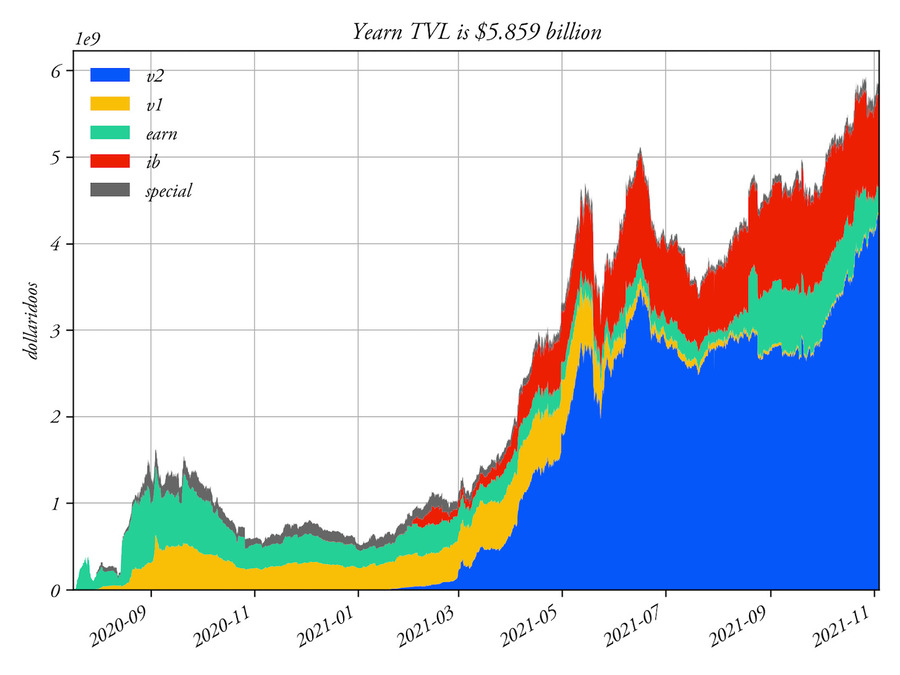 Yearn TVL is $5.859 billion
1e9
6
5
4
3
2
1
0
dollaridoos
v2
v1
earn
ib
special
2020-09
2020-11
2021-01
2021-03
2021-05
2021-07
2021-09
2021-11